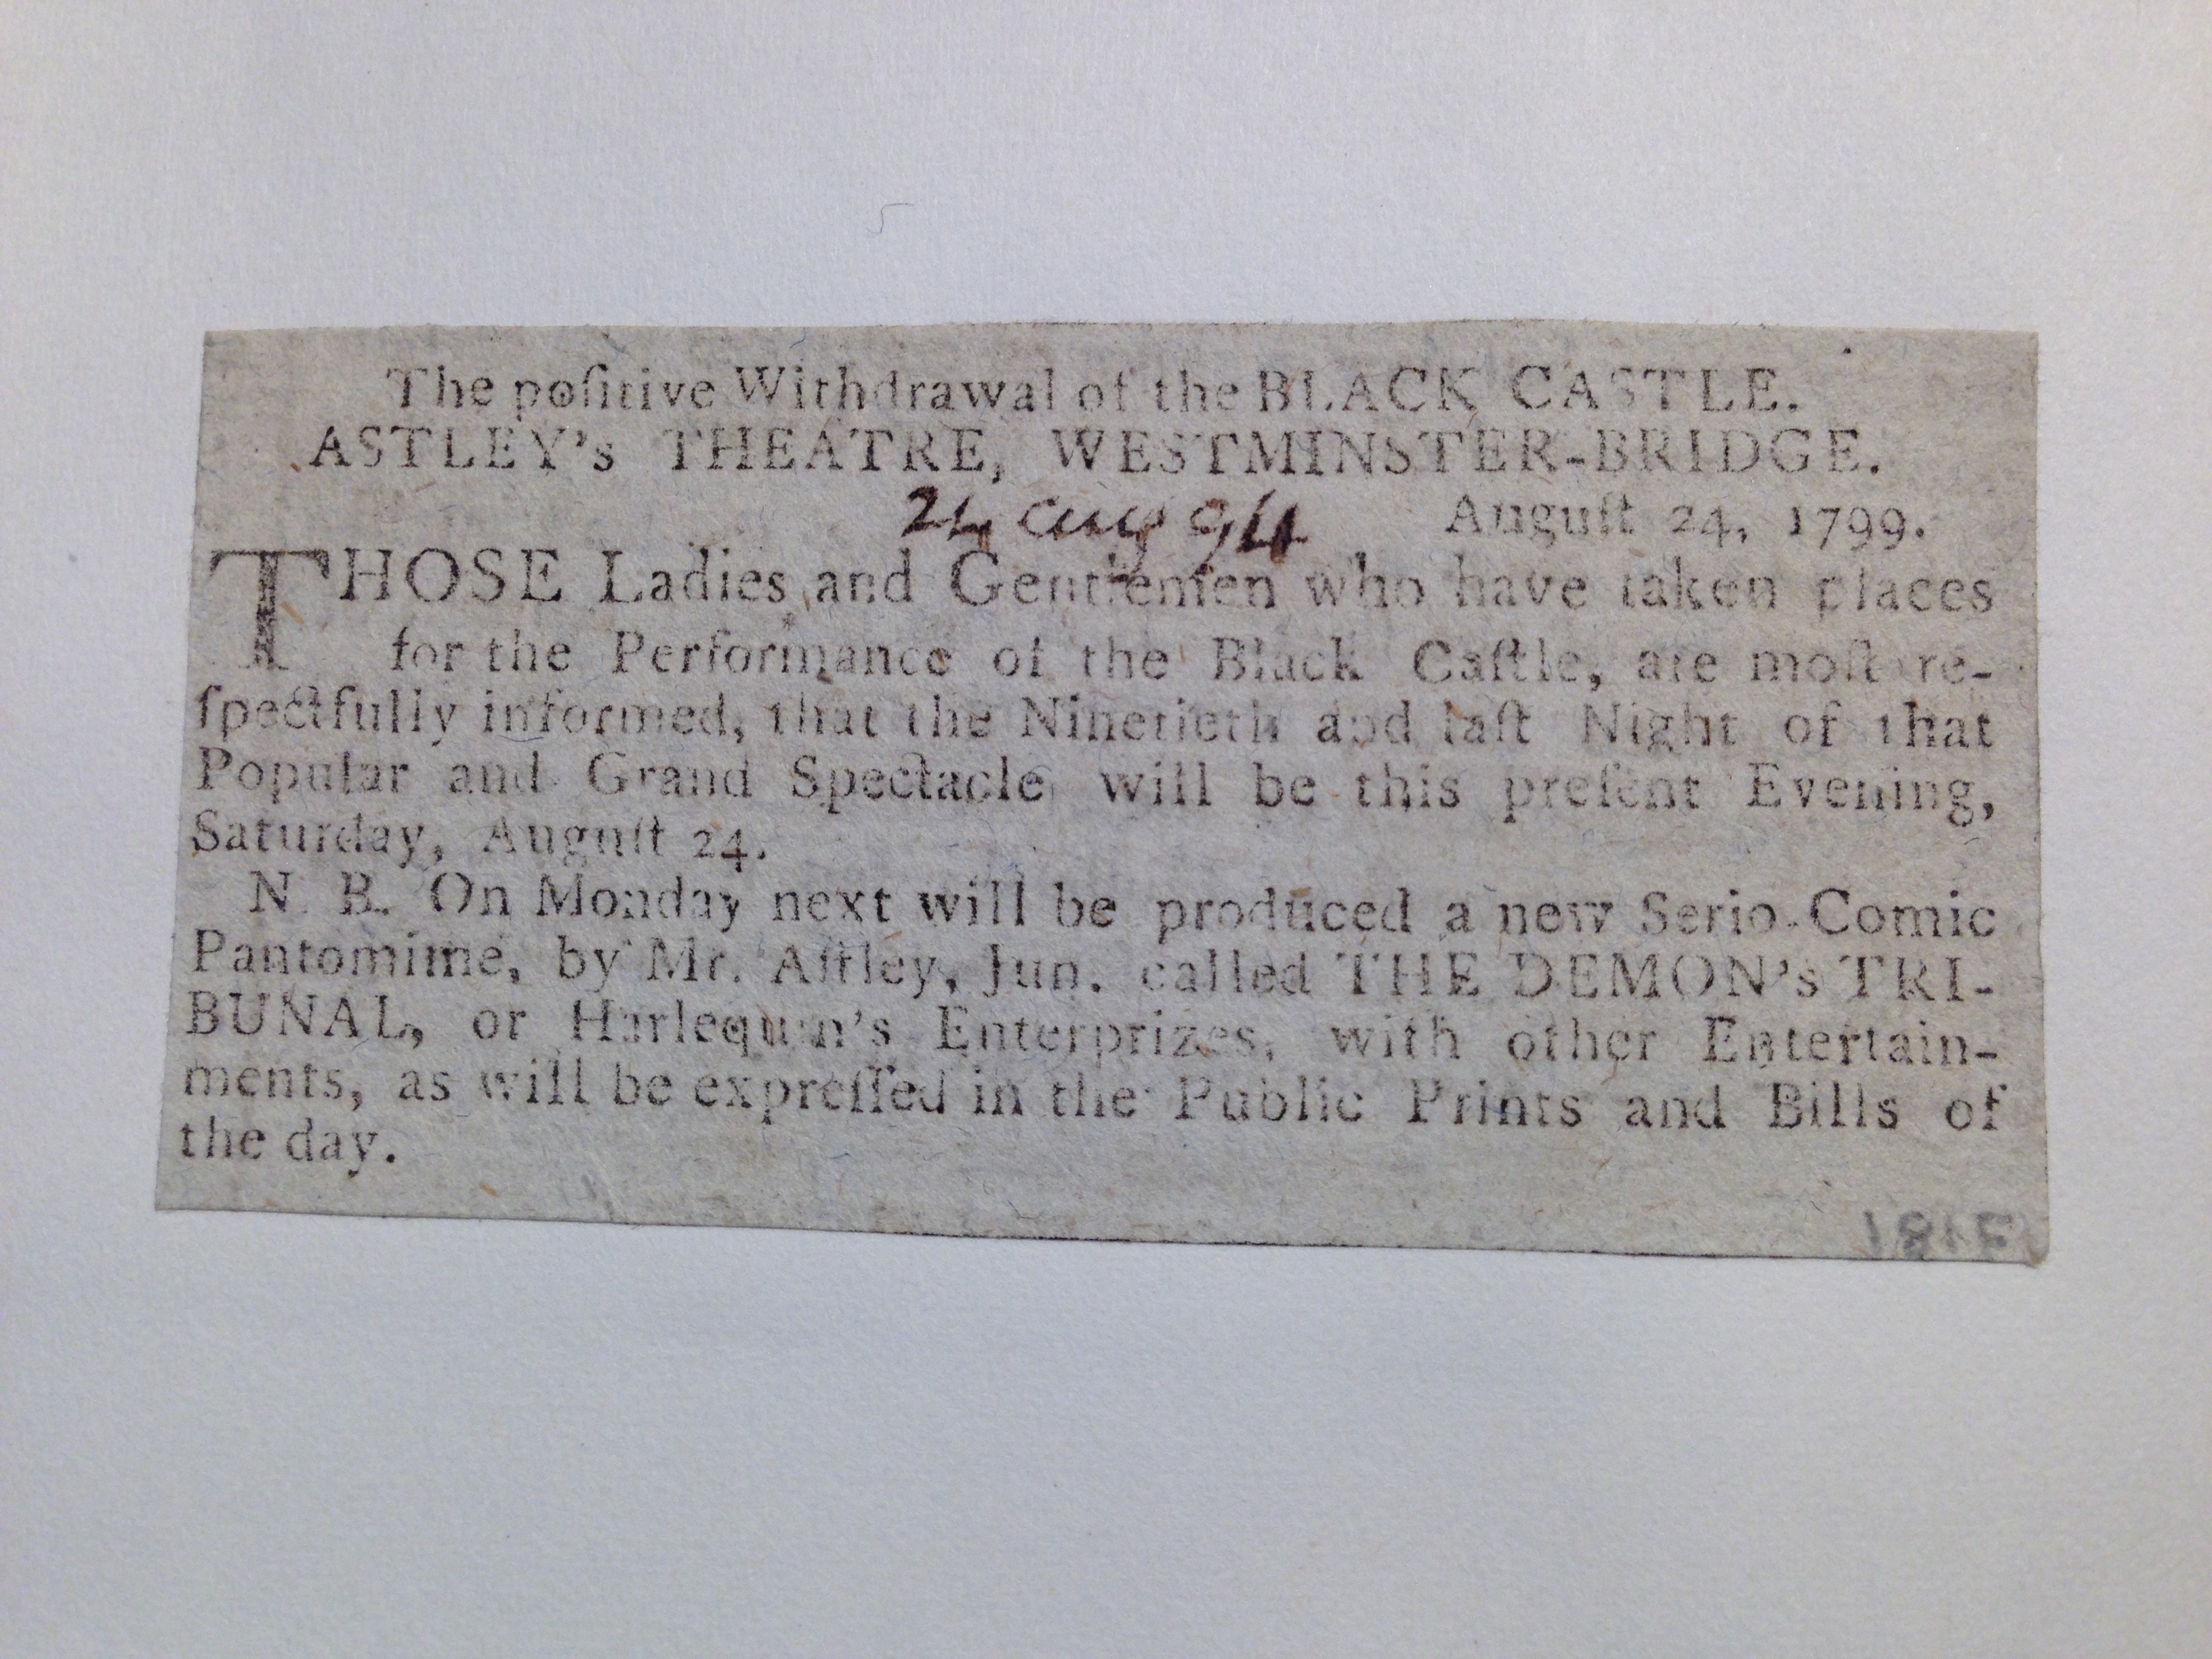 The poſitive Withdrawal of the BLACK CASTLE.
ASTLEY's THEATRE, WESTMINSTER-BRIDGE.
24 aug 94
Auguſt 24, 1799.
THOSE Ladies and Gentlemen who have taken places
for the Performance of the Black Caſtle, are moſt re-
ſpectfully informed, that the Ninetieth and laſt Night of that
Popular and Grand Spectacle will be this preſent Evening,
Saturday, Auguſt 24.
N. B. On Monday next will be produced a new Serio-Comic
Pantomime, by Mr. Aſtley, Jun. called THE DEMON's TRI-
BUNAL, or Harlequin's Enterprizes, with other Entertain-
ments, as will be expreſſed in the Public Prints and Bills of
the day.